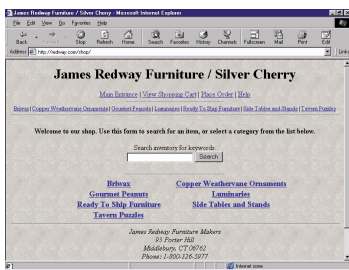 James Redway Furniture / Silver Cherry - Microsoft Internet Explorer
File Edit View Go Favorites Help
Back Stop Refresh Home Search Favorites History Channels Fullscreen Mail Print Edit
Address http://redway.com/shop/ Links
James Redway Furniture / Silver Cherry
Main Entrance | View Shopping Cart | Place Order | Help
Briwax | Copper Weathervane Ornaments | Gourmet Peanuts | Luminaries | Ready To Ship Furniture | Side Tables and Stands | Tavern Puzzles
Welcome to our shop. Use this form to search for an item, or select a category from the list below.
Search inventory for keywords:
Search
Briwax Copper Weathervane Ornaments
Gourmet Peanuts Luminaries
Ready To Ship Furniture Side Tables and Stands
Tavern Puzzles
James Redway Furniture Makers
93 Porter Hill
Middlebury, CT 06762
Phone: 1-800-326-3977
Internet zone